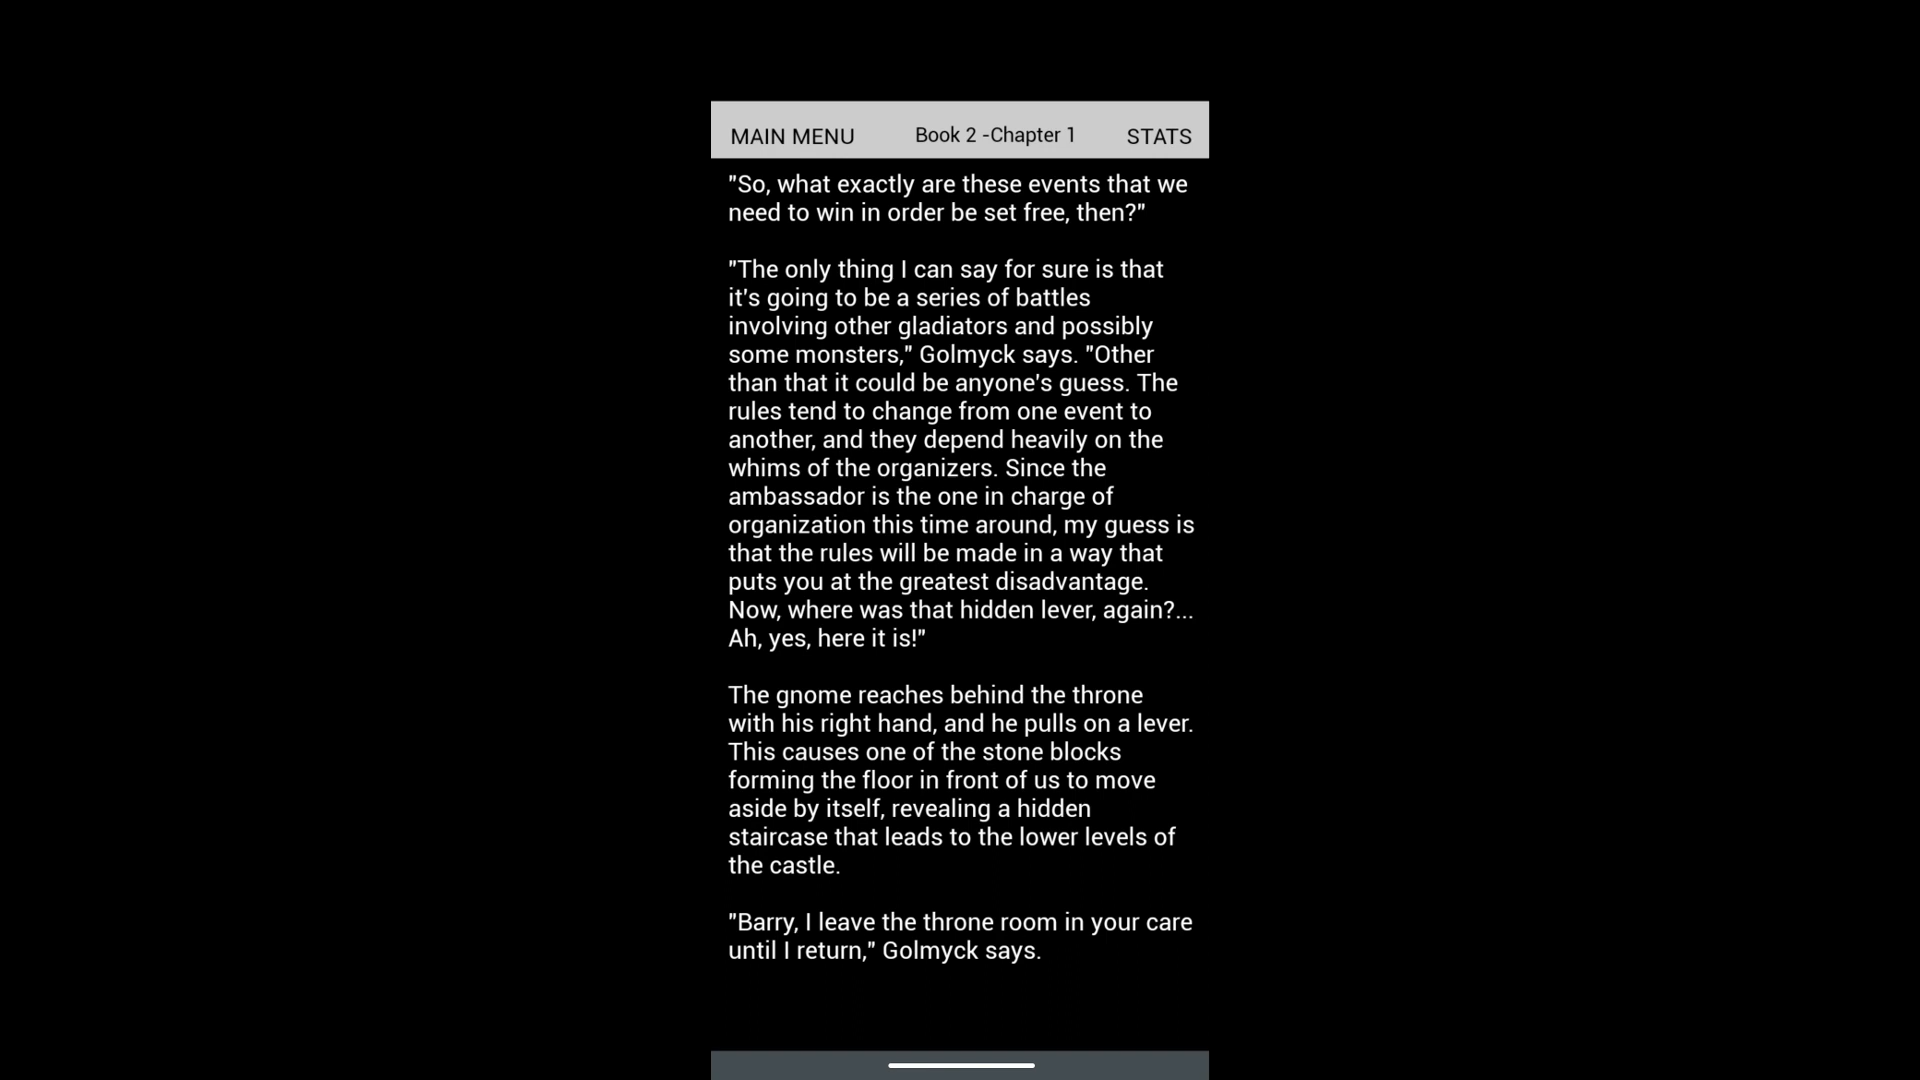 MAIN MENU
Book 2 -Chapter 1
STATS
"So, what exactly are these events that we
need to win in order be set free, then?"
"The only thing I can say for sure is that
it's going to be a series of battles
involving other gladiators and possibly
some monsters," Golmyck says. "Other
than that it could be anyone's guess. The
rules tend to change from one event to
another, and they depend heavily on the
whims of the organizers. Since the
ambassador is the one in charge of
organization this time around, my guess is
that the rules will be made in a way that
puts you at the greatest disadvantage.
Now, where was that hidden lever, again?...
Ah, yes, here it is!"
The gnome reaches behind the throne
with his right hand, and he pulls on a lever.
This causes one of the stone blocks
forming the floor in front of us to move
aside by itself, revealing a hidden
staircase that leads to the lower levels of
the castle.
"Barry, I leave the throne room in your care
until I return," Golmyck says.